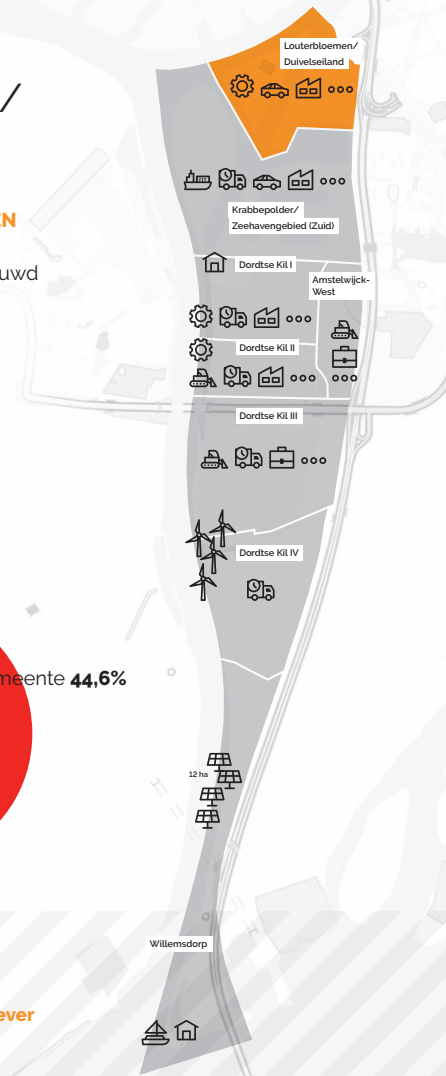 Louterbloemen/
Duivelseiland
/
EN
Krabbepolder/
Zeehavengebied (Zuid)
uwd
Dordtse Kil I
Amstelwijck-
West
Dordtse Kil II
Dordtse Kil III
Dordtse Kil IV
meente 44,6%
12 ha
Willemsdorp
ever